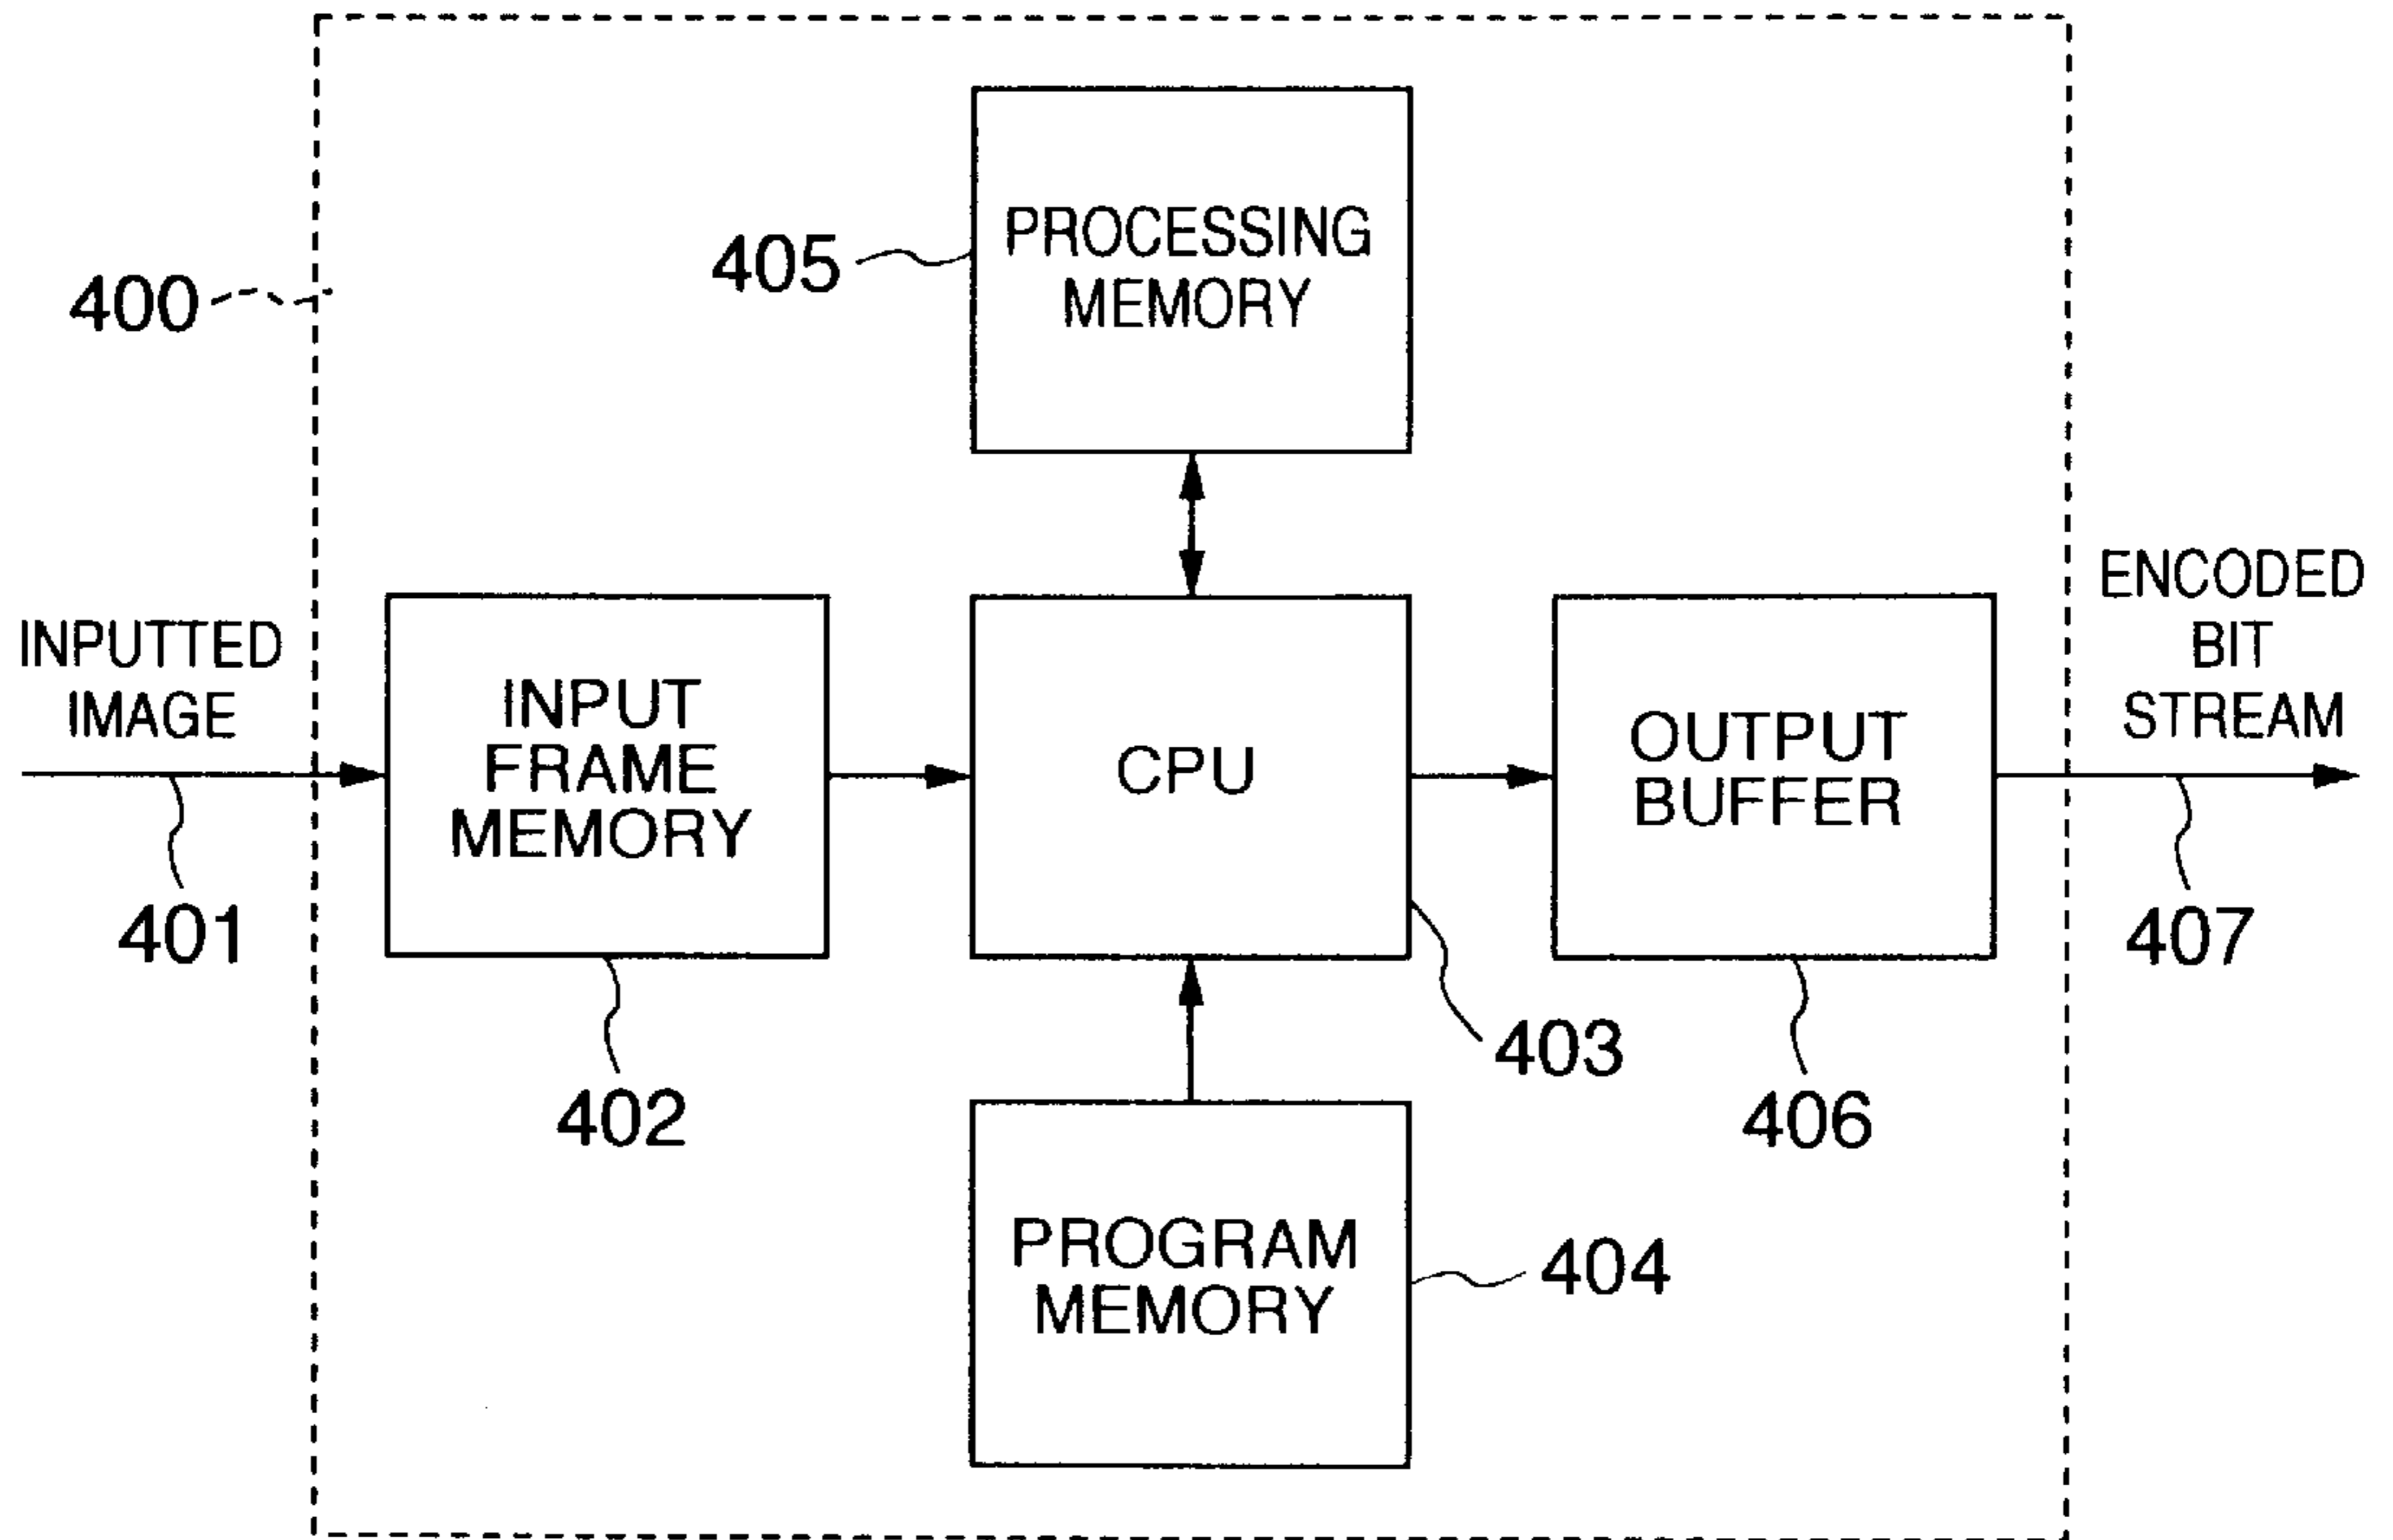 PROCESSING
MEMORY
405
400
INPUTTED
IMAGE
401
INPUT
FRAME
MEMORY
402
CPU
403
OUTPUT
BUFFER
406
ENCODED
BIT
STREAM
407
PROGRAM
MEMORY
404